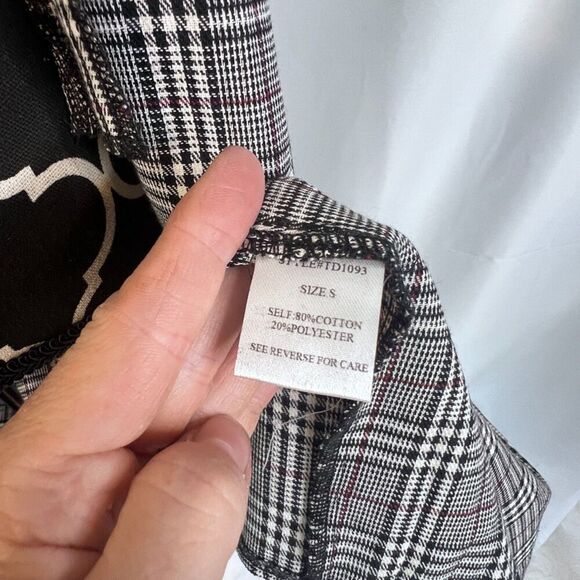 STYLE#TD1093
SIZE S
SELF:80%COTTON
20%POLYESTER
SEE REVERSE FOR CARE